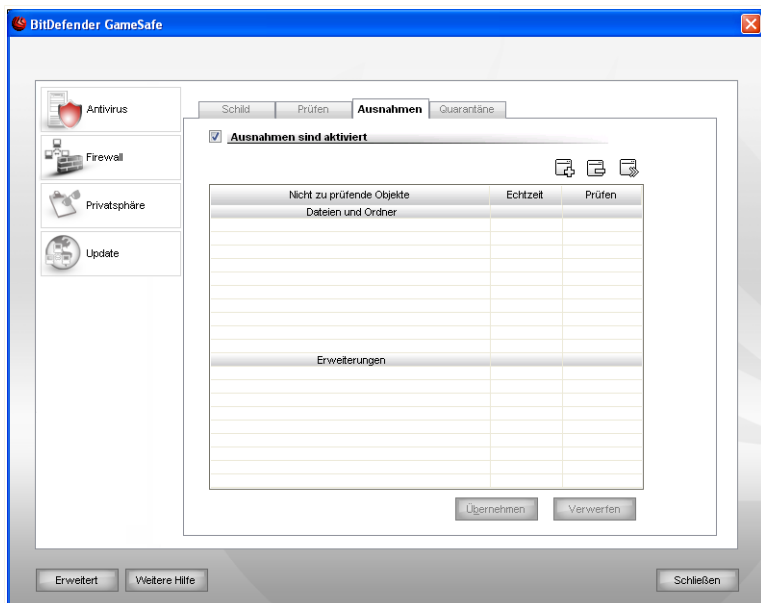 BitDefender GameSafe
Antivirus
Firewall
Privatsphäre
Update
Schild Prüfen Ausnahmen Quarantäne
Ausnahmen sind aktiviert
Nicht zu prüfende Objekte Echtzeit Prüfen
Dateien und Ordner
Erweiterungen
Übernehmen Verwerfen
Erweitert Weitere Hilfe Schließen